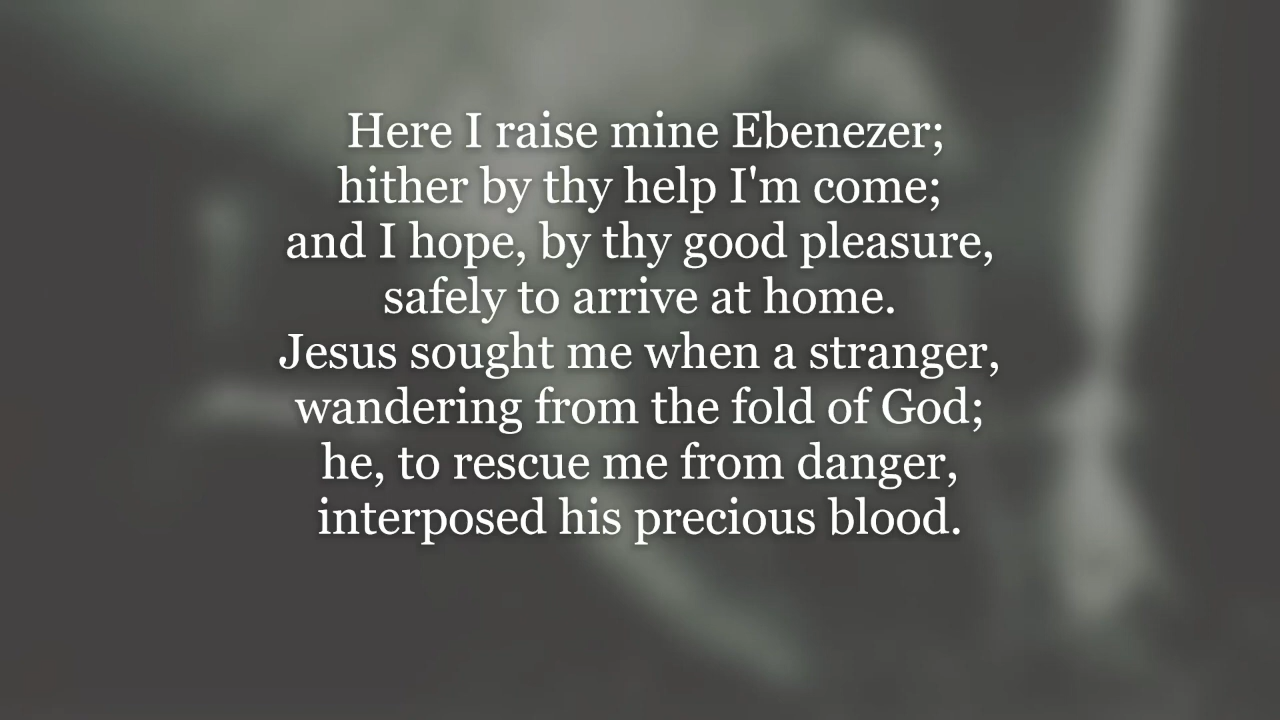 Here I raise mine Ebenezer;
hither by thy help I'm come;
and I hope, by thy good pleasure,
safely to arrive at home.
Jesus sought me when a stranger,
wandering from the fold of God;
he, to rescue me from danger,
interposed his precious blood.